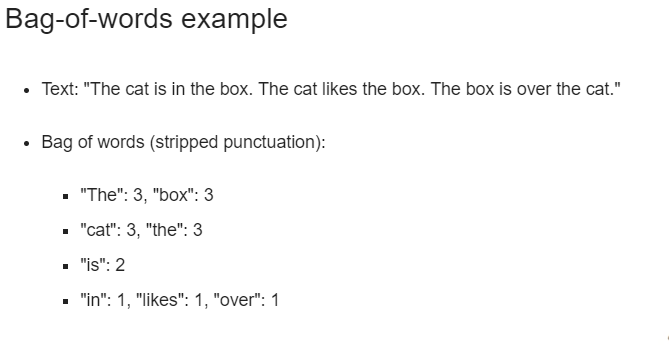 Bag-of-words example
• Text: "The cat is in the box. The cat likes the box. The box is over the cat."
• Bag of words (stripped punctuation):
▪ "The": 3, "box": 3
▪ "cat": 3, "the": 3
▪ "is": 2
▪ "in": 1, "likes": 1, "over": 1